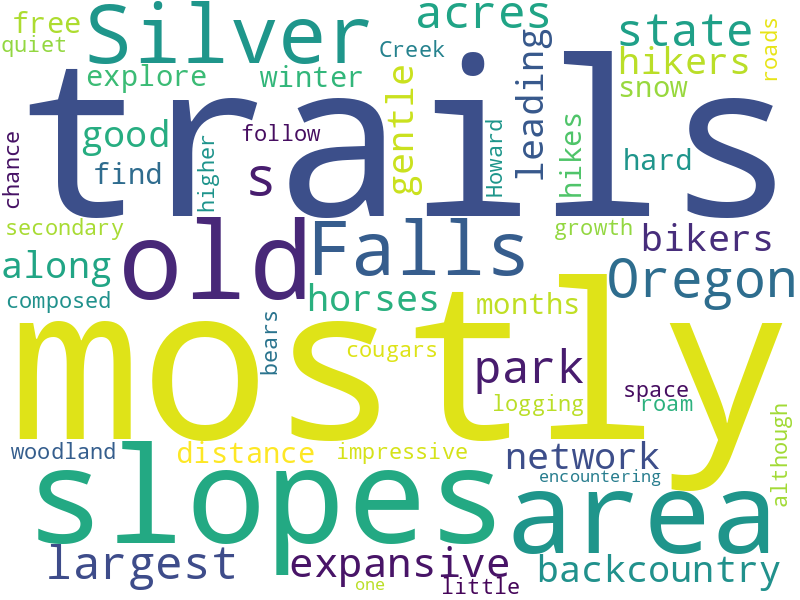 free
Silver
acres
state
quiet
Creek
roads
explore
winter
hikers
snow
trails
good
follow
gentle
leading
chance
find
higher
s
Howard
hikes
hard
secondary
old
Falls
growth
bikers
along
Oregon
composed
horses
months
mostly
bears
cougars
park
space
logging
roam
although
woodland
distance
impressive
network
encountering
slopes
area
largest
expansive
backcountry
one
little